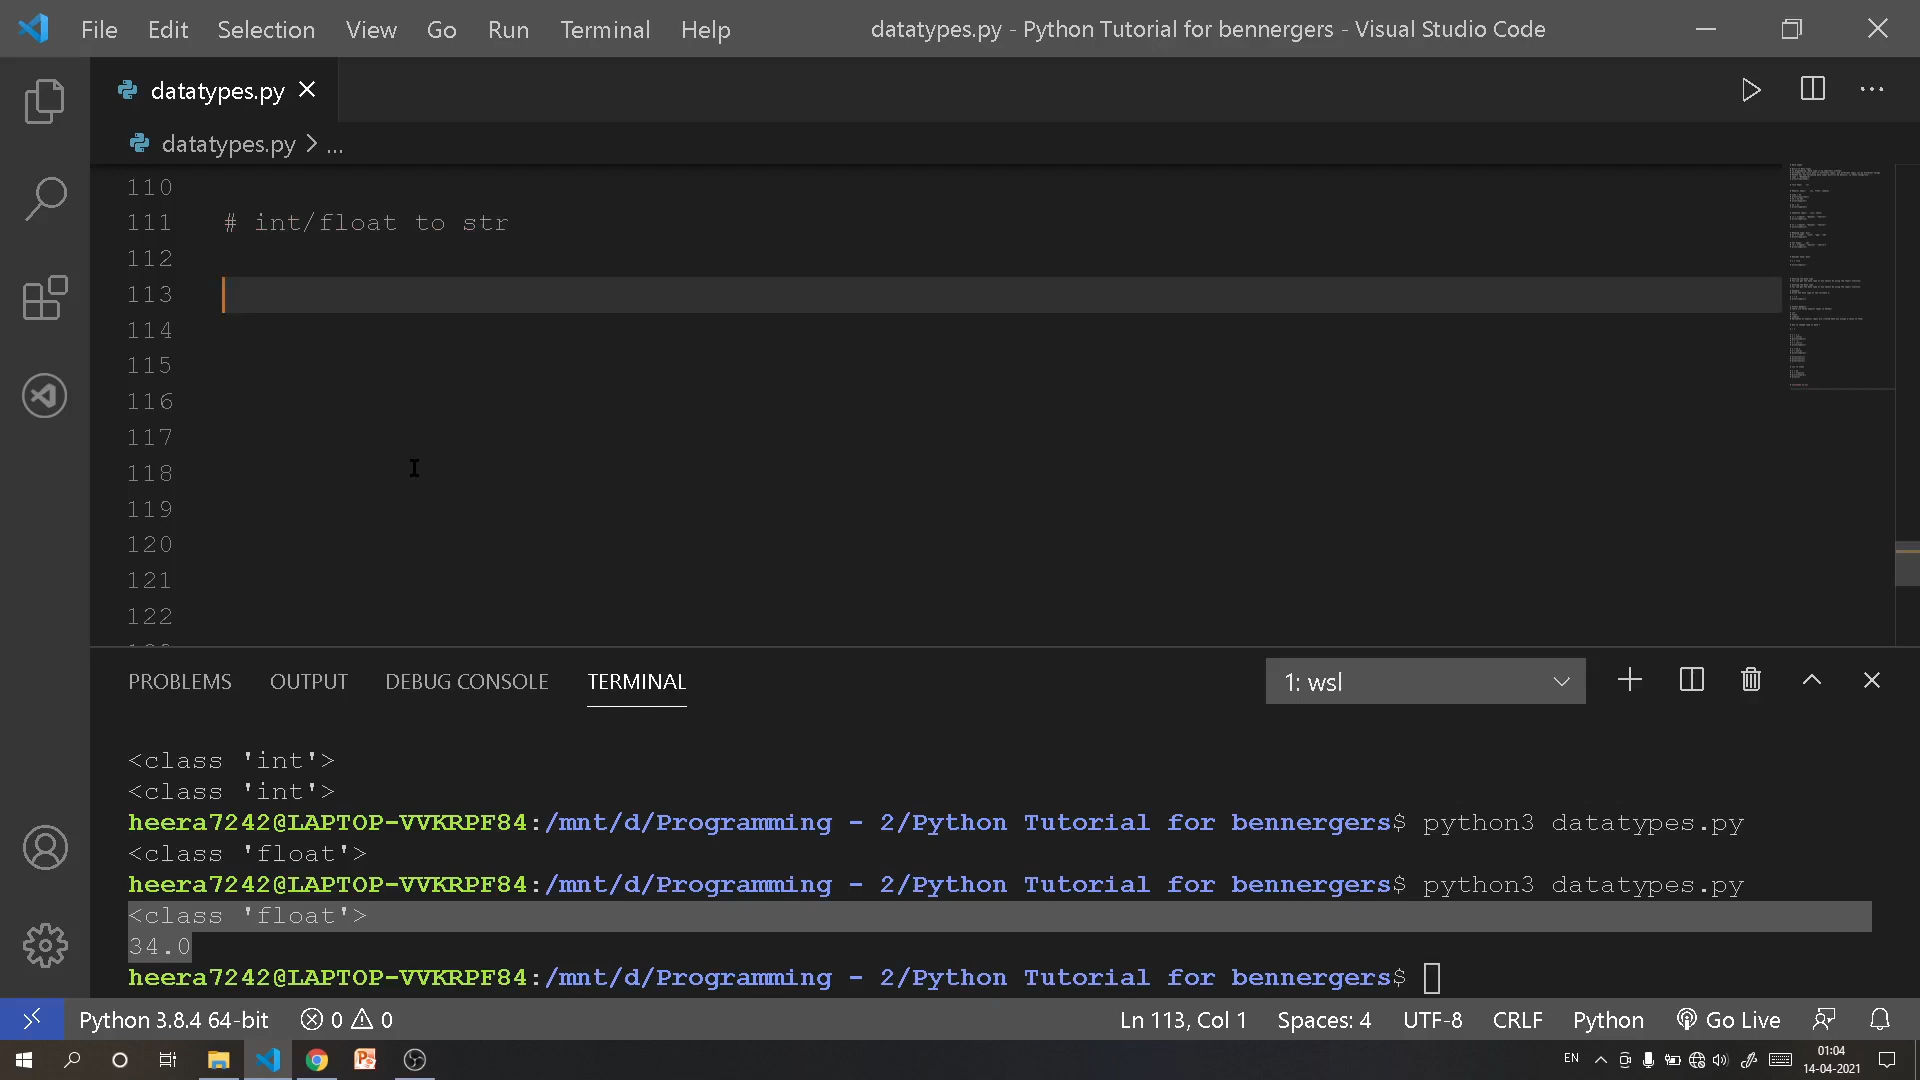 File Edit Selection View Go Run Terminal Help datatypes.py - Python Tutorial for bennergers - Visual Studio Code
datatypes.py
datatypes.py > ...
110
111 # int/float to str
112
113
114
115
116
117
118
119
120
121
122
PROBLEMS OUTPUT DEBUG CONSOLE TERMINAL 1: wsl
<class 'int'>
<class 'int'>
heera7242@LAPTOP-VVKRPF84:/mnt/d/Programming - 2/Python Tutorial for bennergers$ python3 datatypes.py
<class 'float'>
heera7242@LAPTOP-VVKRPF84:/mnt/d/Programming - 2/Python Tutorial for bennergers$ python3 datatypes.py
<class 'float'>
34.0
heera7242@LAPTOP-VVKRPF84:/mnt/d/Programming - 2/Python Tutorial for bennergers$
Python 3.8.4 64-bit 0 0 Ln 113, Col 1 Spaces: 4 UTF-8 CRLF Python Go Live
EN 01:04
14-04-2021